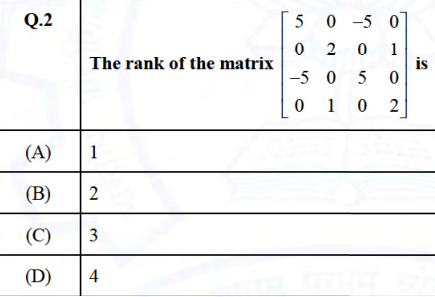 Q.2
The rank of the matrix
5 0 -5 0
0 2 0 1
-5 0 5 0
0 1 0 2
is
(A) 1
(B) 2
(C) 3
(D) 4